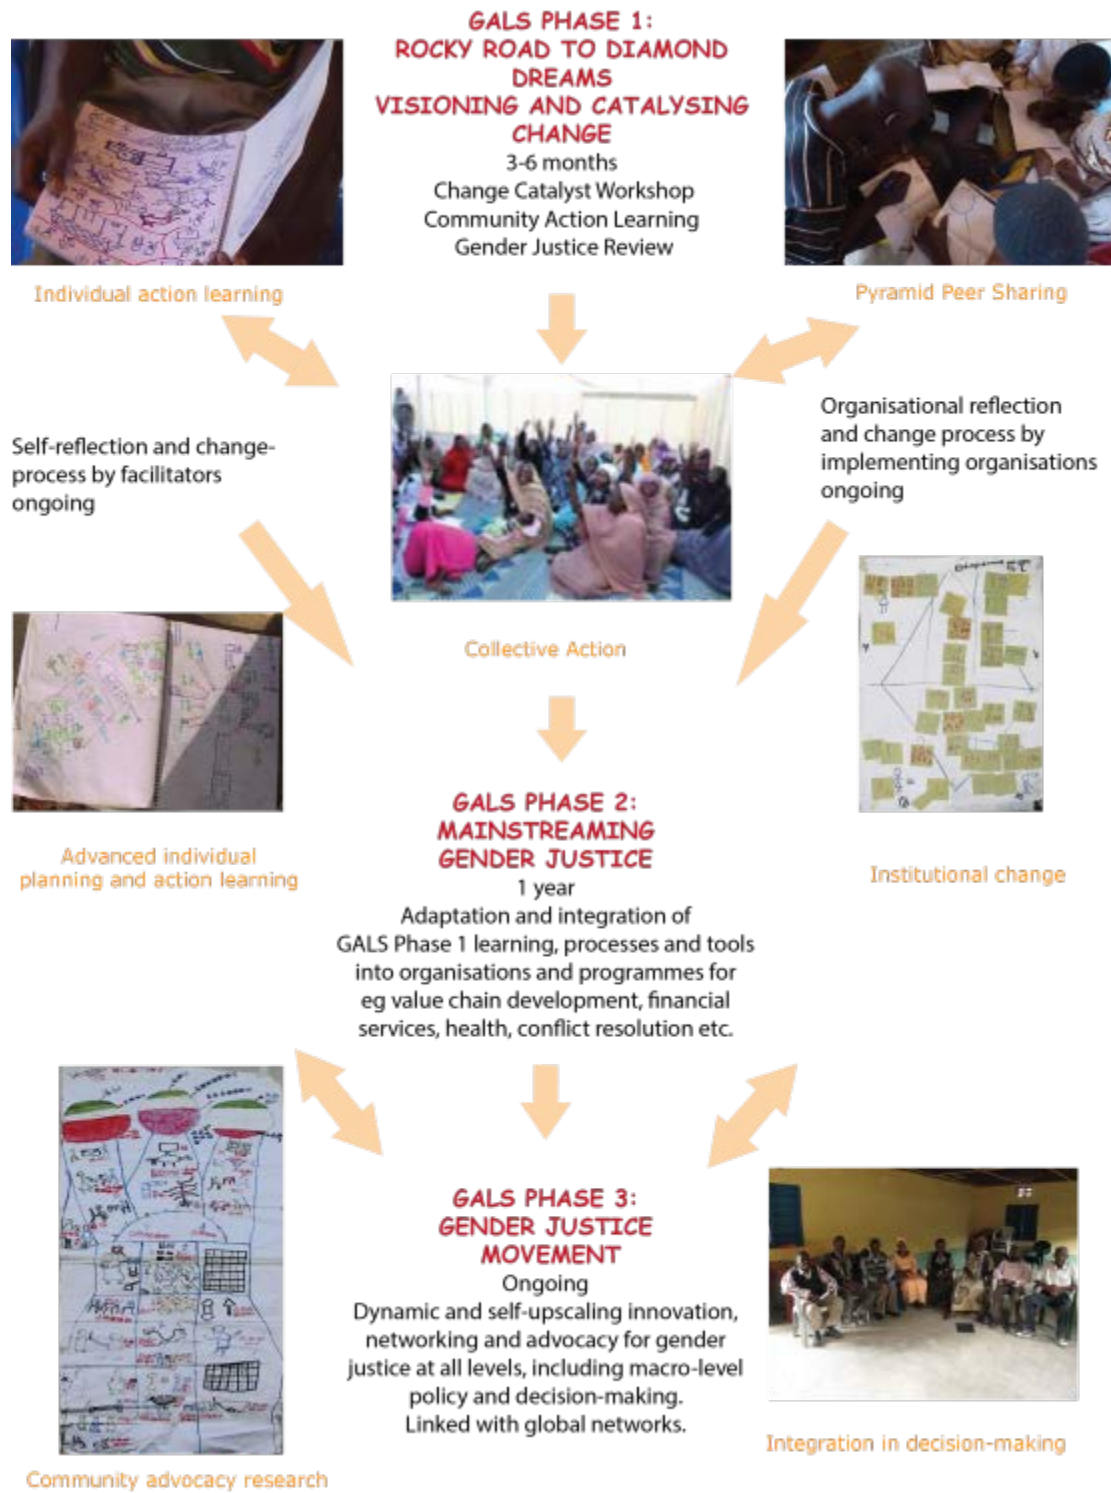 GALS PHASE 1:
ROCKY ROAD TO DIAMOND
DREAMS
VISIONING AND CATALYSING
CHANGE
3-6 months
Change Catalyst Workshop
Community Action Learning
Gender Justice Review
Individual action learning
Pyramid Peer Sharing
Self-reflection and change-
process by facilitators
ongoing
Organisational reflection
and change process by
implementing organisations
ongoing
Collective Action
Advanced individual
planning and action learning
Institutional change
GALS PHASE 2:
MAINSTREAMING
GENDER JUSTICE
1 year
Adaptation and integration of
GALS Phase 1 learning, processes and tools
into organisations and programmes for
eg value chain development, financial
services, health, conflict resolution etc.
GALS PHASE 3:
GENDER JUSTICE
MOVEMENT
Ongoing
Dynamic and self-upscaling innovation,
networking and advocacy for gender
justice at all levels, including macro-level
policy and decision-making.
Linked with global networks.
Community advocacy research
Integration in decision-making